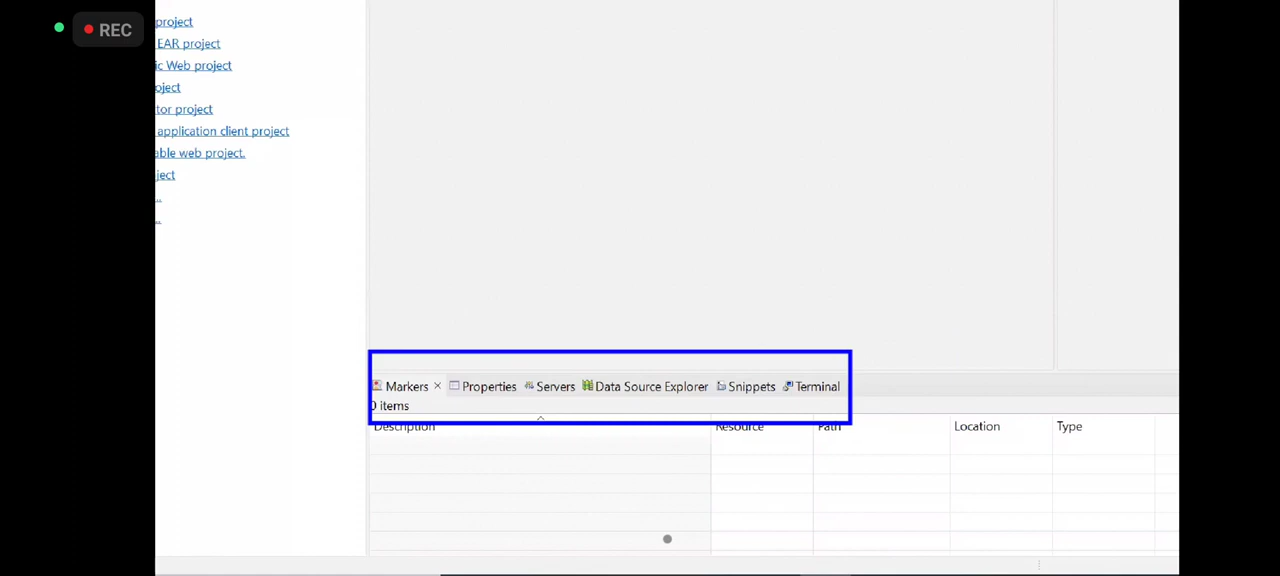 REC
project
EAR project
ic Web project
oject
tor project
application client project
able web project.
ject
..
..
Markers Properties Servers Data Source Explorer Snippets Terminal
0 items
Description Resource Path Location Type